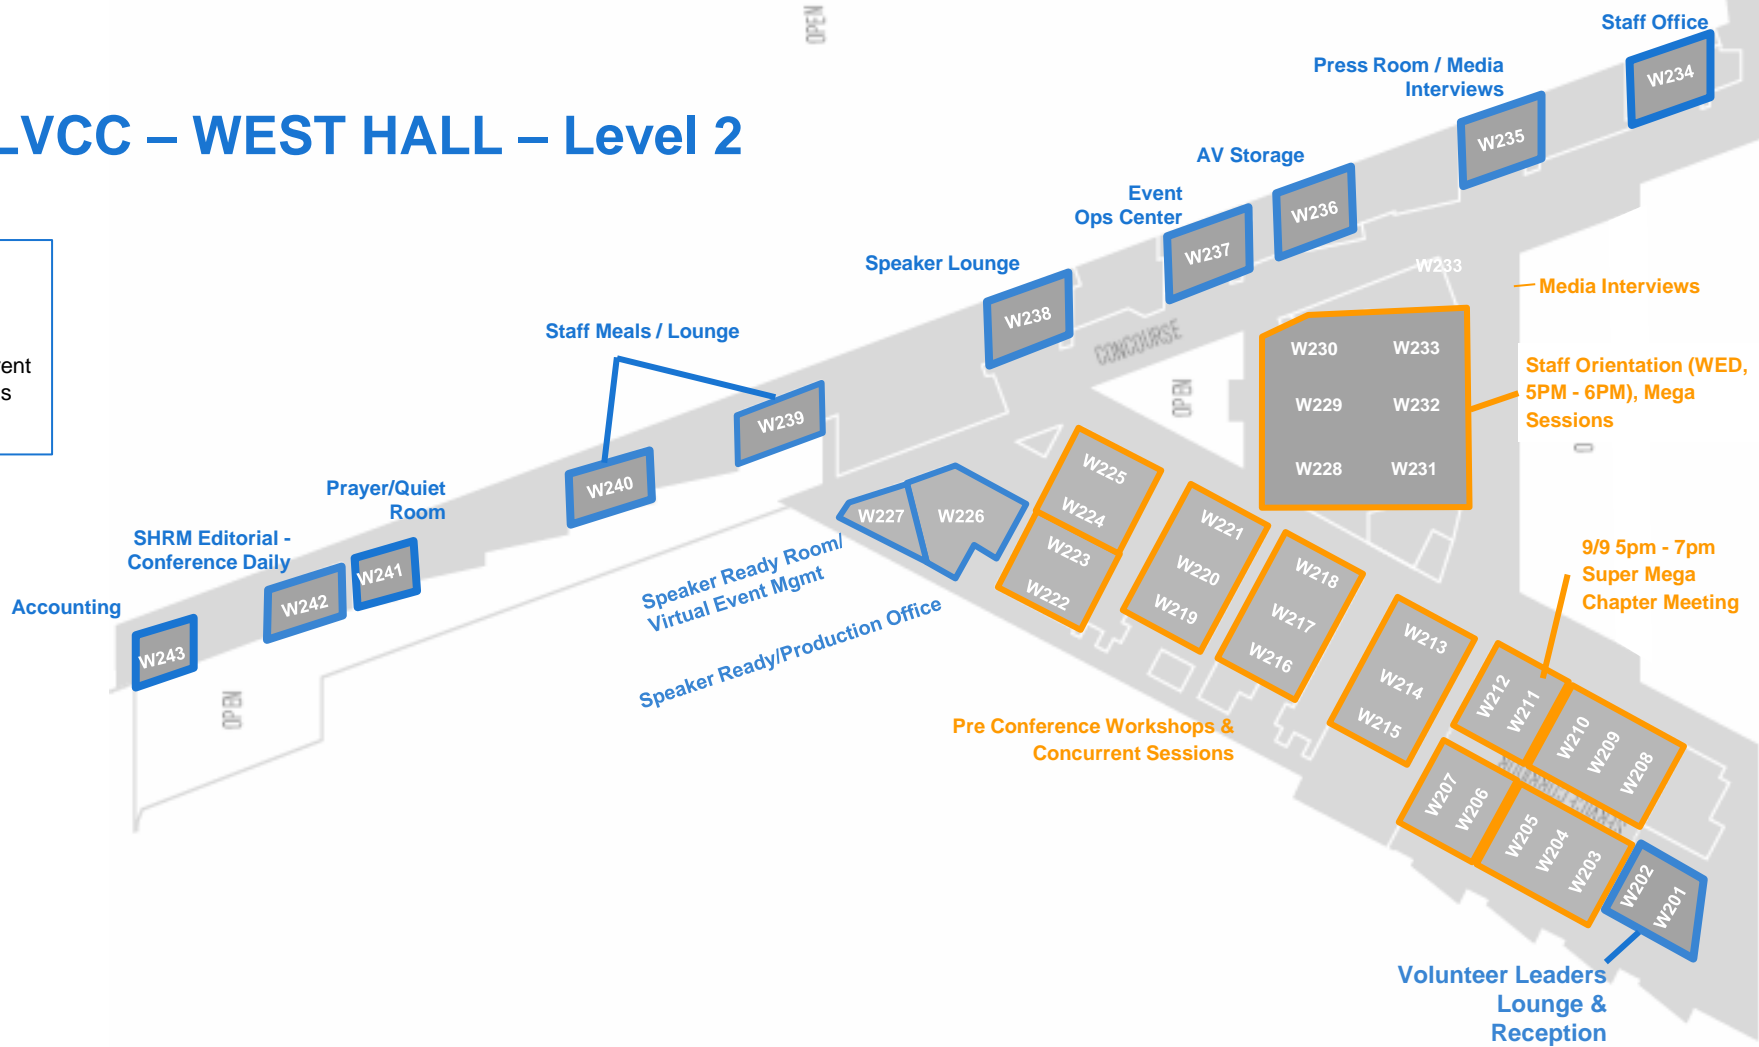 OPEN
Staff Office
W234
Press Room / Media
Interviews
W235
LVCC – WEST HALL – Level 2
AV Storage
W236
Event
Ops Center
W237
Speaker Lounge
W238
W233
Media Interviews
CONCOURSE
Staff Meals / Lounge
W239
W240
OPEN
W230
W233
W229
W232
W228
W231
Staff Orientation (WED,
5PM - 6PM), Mega
Sessions
Prayer/Quiet
Room
W241
SHRM Editorial -
Conference Daily
W242
Accounting
W243
OPEN
W227
W226
Speaker Ready Room/
Virtual Event Mgmt
Speaker Ready/Production Office
W225
W224
W223
W222
W221
W220
W219
W218
W217
W216
W213
W214
W215
Pre Conference Workshops &
Concurrent Sessions
9/9 5pm - 7pm
Super Mega
Chapter Meeting
W212
W211
W210
W209
W208
W207
W206
W205
W204
W203
W202
W201
Volunteer Leaders
Lounge &
Reception